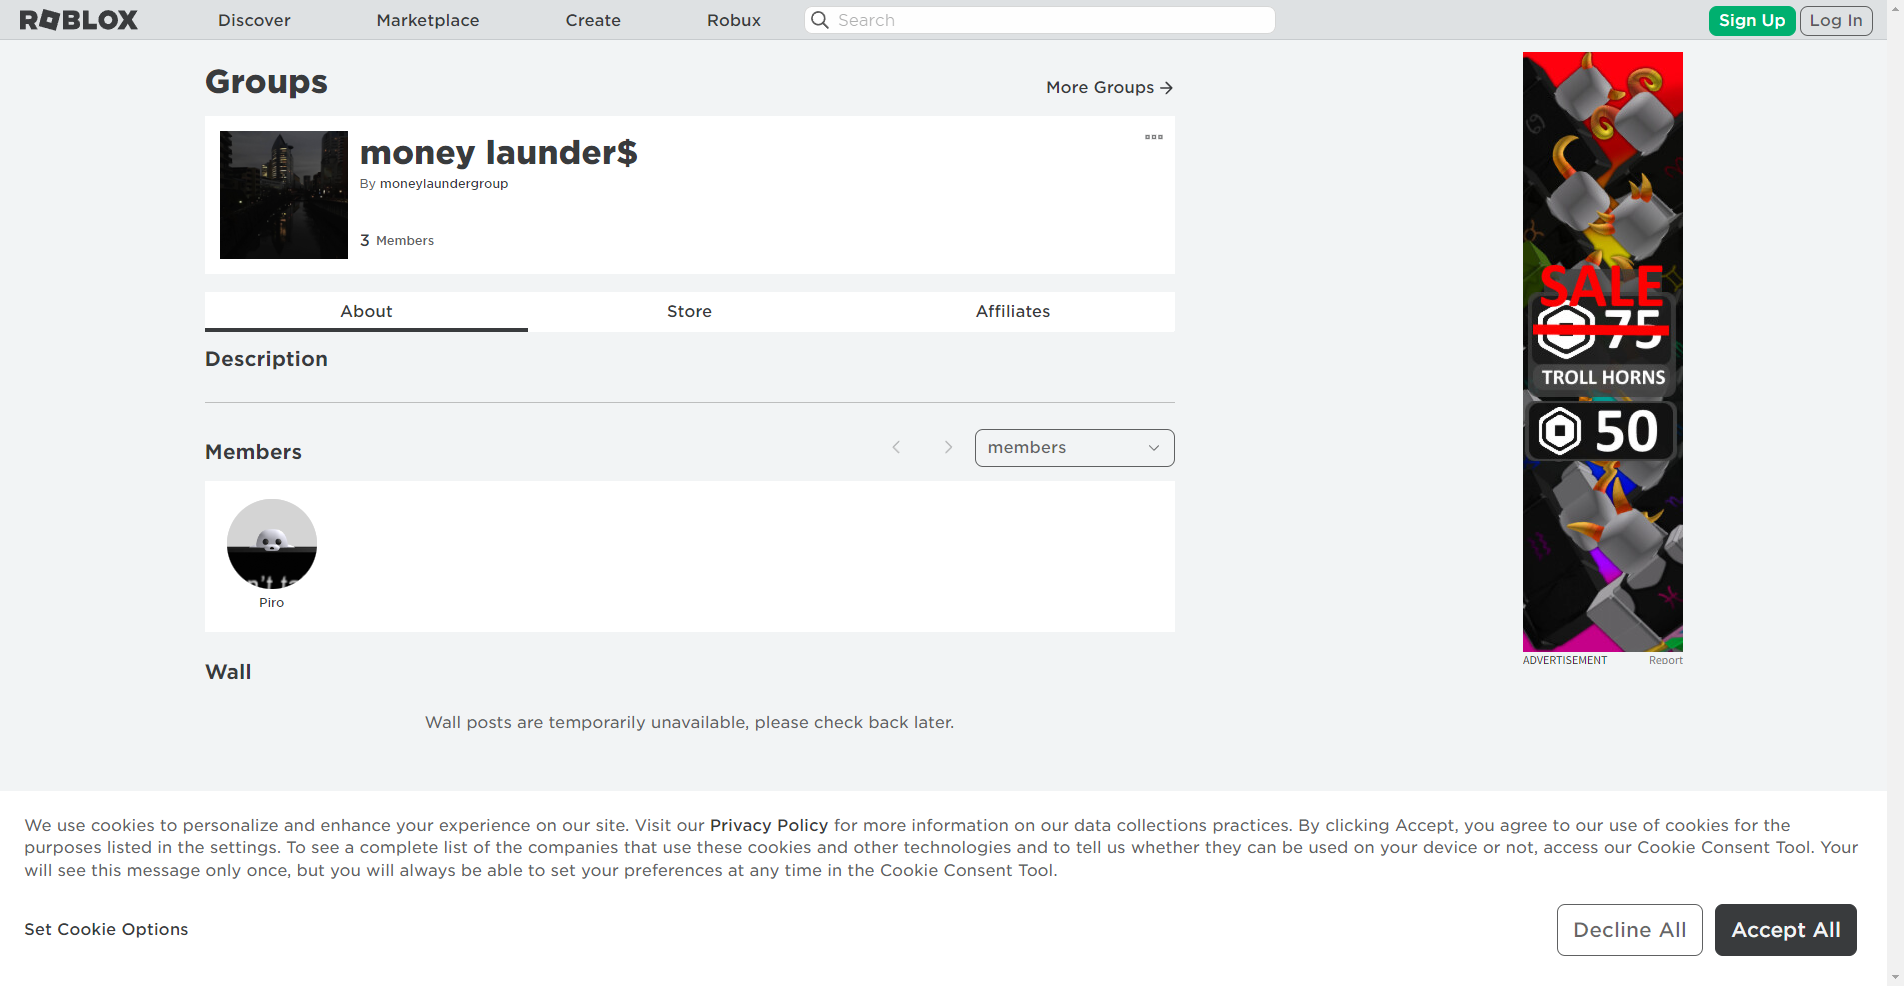 ROBLOX
Discover
Marketplace
Create
Robux
Search
Sign Up
Log In
Groups
More Groups →
money launder$
By moneylaundergroup
3 Members
About
Store
Affiliates
Description
Members
members
Piro
Wall
Wall posts are temporarily unavailable, please check back later.
SALE
75
TROLL HORNS
50
ADVERTISEMENT
Report
We use cookies to personalize and enhance your experience on our site. Visit our Privacy Policy for more information on our data collections practices. By clicking Accept, you agree to our use of cookies for the
purposes listed in the settings. To see a complete list of the companies that use these cookies and other technologies and to tell us whether they can be used on your device or not, access our Cookie Consent Tool. Your
will see this message only once, but you will always be able to set your preferences at any time in the Cookie Consent Tool.
Set Cookie Options
Decline All
Accept All